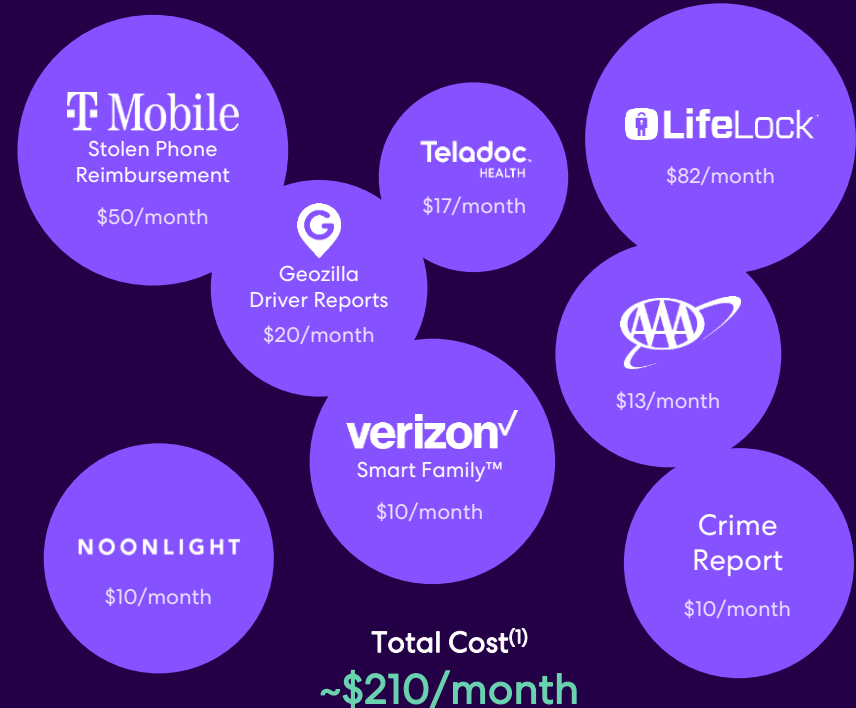 T Mobile
Stolen Phone
Reimbursement
$50/month
Teladoc
HEALTH
$17/month
LifeLock
$82/month
G
Geozilla
Driver Reports
$20/month
AAA
$13/month
verizon✓
Smart Family™
$10/month
NOONLIGHT
$10/month
Crime
Report
$10/month
Total Cost(1)
~$210/month